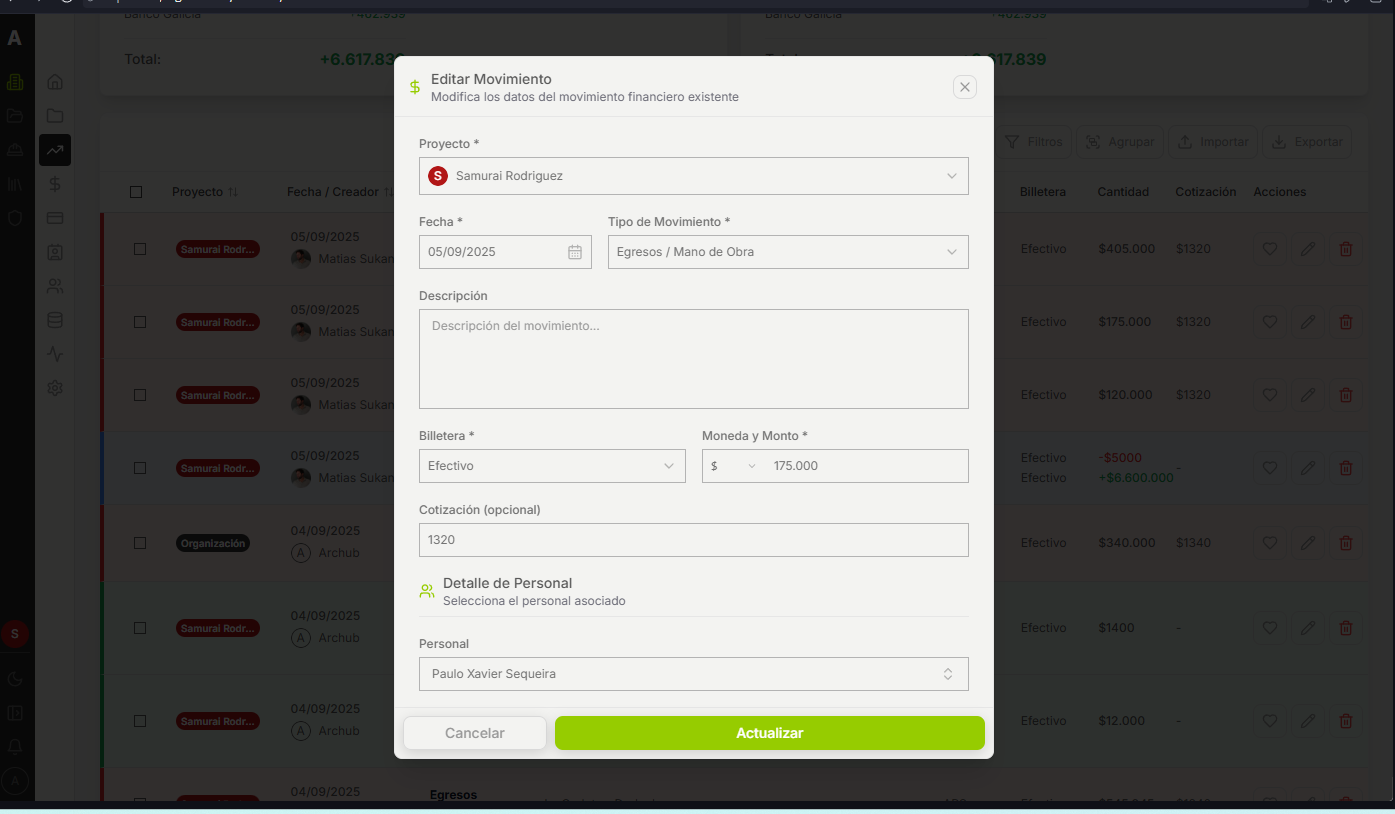 Banco Galicia +402.939 +402.939
Total: +6.617.839 +6.617.839
A
Editar Movimiento
Modifica los datos del movimiento financiero existente
Filtros Agrupar Importar Exportar
Proyecto Fecha / Creador Billetera Cantidad Cotización Acciones
Proyecto *
S Samurai Rodriguez
Fecha * Tipo de Movimiento *
05/09/2025 Egresos / Mano de Obra
Descripción
Descripción del movimiento...
Billetera * Moneda y Monto *
Efectivo $ 175.000
Cotización (opcional)
1320
Detalle de Personal
Selecciona el personal asociado
Personal
Paulo Xavier Sequeira
Cancelar Actualizar
Samurai Rodr... 05/09/2025 Efectivo $405.000 $1320
Matias Sukan
Samurai Rodr... 05/09/2025 Efectivo $175.000 $1320
Matias Sukan
Samurai Rodr... 05/09/2025 Efectivo $120.000 $1320
Matias Sukan
Samurai Rodr... 05/09/2025 Efectivo -$5000 -
Matias Sukan Efectivo +$6.600.000
Organización 04/09/2025 Efectivo $340.000 $1340
A Archub
Samurai Rodr... 04/09/2025 Efectivo $1400 -
A Archub
Samurai Rodr... 04/09/2025 Efectivo $12.000 -
A Archub
04/09/2025 Egresos
S
A